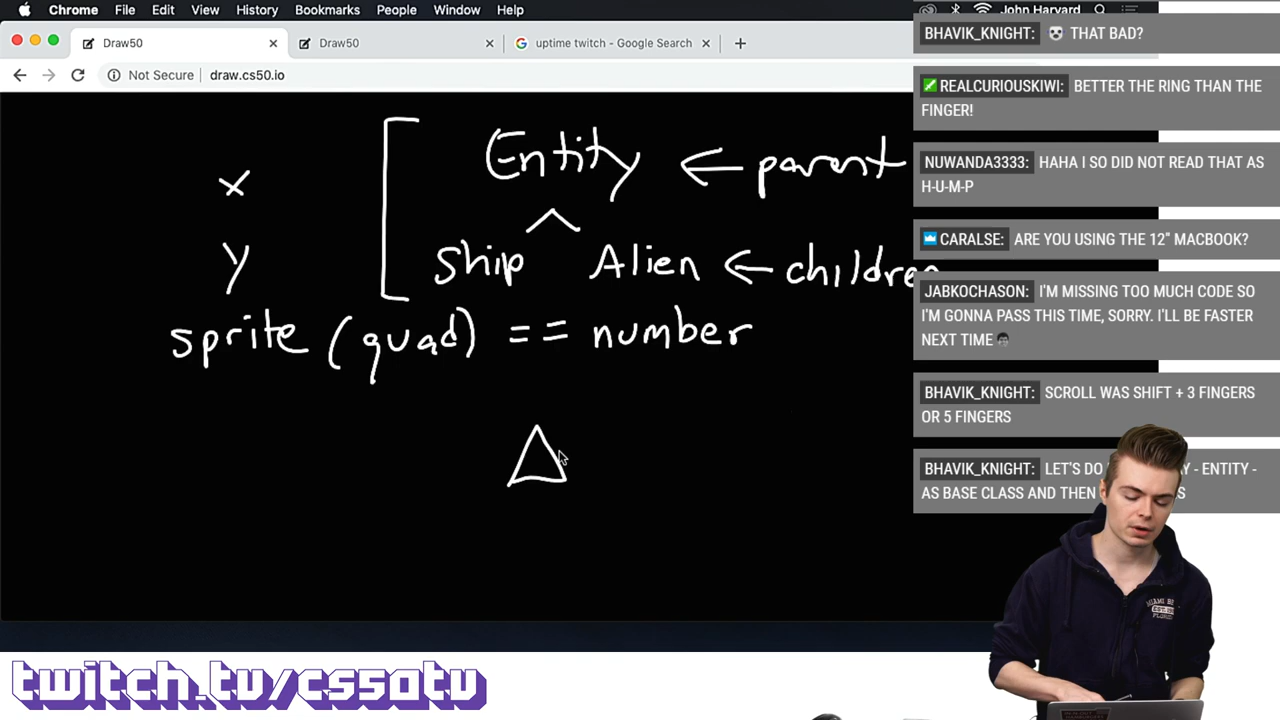 Chrome File Edit View History Bookmarks People Window Help
John Harvard
Draw50
Draw50
uptime twitch - Google Search
Not Secure
draw.cs50.io
Entity ← parent
x
Ship Alien ← children
y
sprite (quad) == number
BHAVIK_KNIGHT: THAT BAD?
REALCURIOUSKIWI: BETTER THE RING THAN THE
FINGER!
NUWANDA3333: HAHA I SO DID NOT READ THAT AS
H-U-M-P
CARALSE: ARE YOU USING THE 12" MACBOOK?
JABKOCHASON: I'M MISSING TOO MUCH CODE SO
I'M GONNA PASS THIS TIME, SORRY. I'LL BE FASTER
NEXT TIME
BHAVIK_KNIGHT: SCROLL WAS SHIFT + 3 FINGERS
OR 5 FINGERS
BHAVIK_KNIGHT: LET'S DO - ENTITY -
AS BASE CLASS AND THEN
twitch.tv/cs50tv